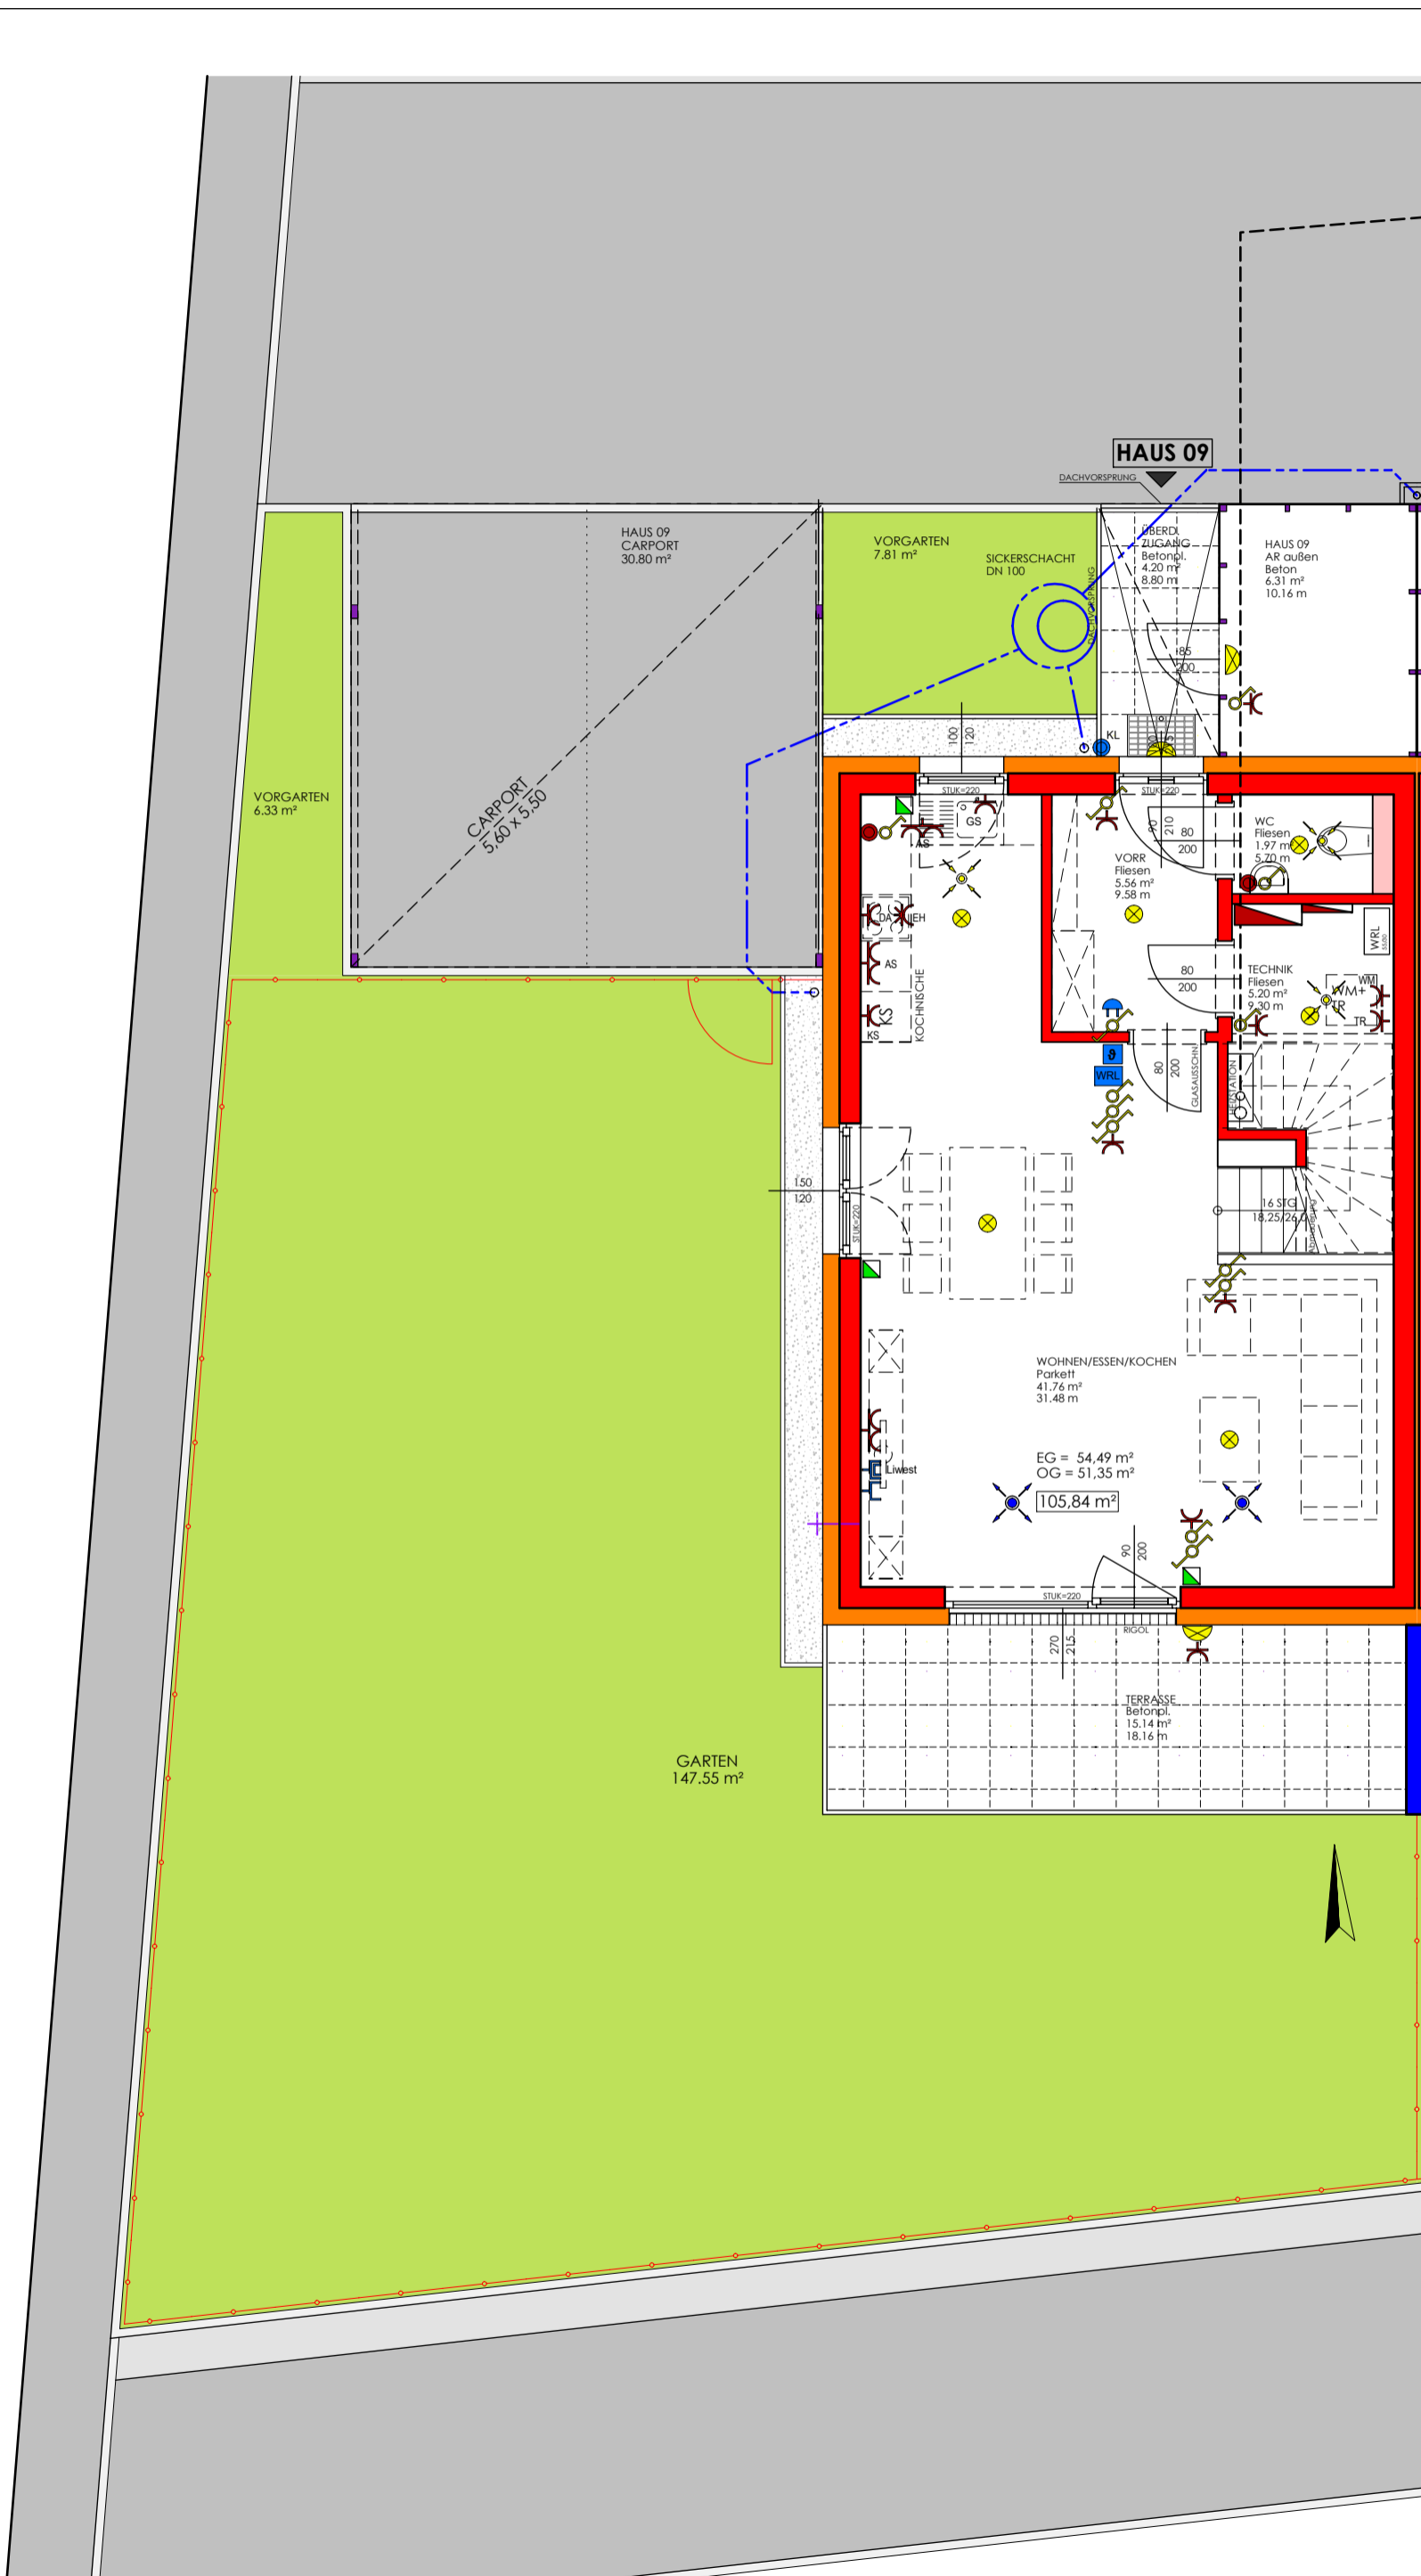 HAUS 09
DACHVORSPRUNG
HAUS 09
CARPORT
30.80 m²
VORGARTEN
7.81 m²
SICKERSCHACHT
DN 100
DACHVORSPRUNG
ÜBERD.
ZUGANG
Betonpl.
4.20 m²
8.80 m
HAUS 09
AR außen
Beton
6.31 m²
10.16 m
85
200
VORGARTEN
6.33 m²
CARPORT
5,60 x 5,50
100
120
KL
STUK=220
STUK=220
GS
AS
90
210
80
200
WC
Fliesen
1.97 m²
5.70 m
VORR
Fliesen
5.56 m²
9.58 m
DA
EH
AS
KS
KS
KOCHNISCHE
80
200
TECHNIK
Fliesen
5.20 m²
9.30 m
WRL
WM
WM+
TR
TR
WRL
80
200
GLASAUSSCHN
150
120
STUK=220
16 STG
WOHNEN/ESSEN/KOCHEN
Parkett
41.76 m²
31.48 m
EG = 54,49 m²
OG = 51,35 m²
105,84 m²
Liwest
90
200
STUK=220
RIGOL
270
215
TERRASSE
Betonpl.
15.14 m²
18.16 m
GARTEN
147.55 m²